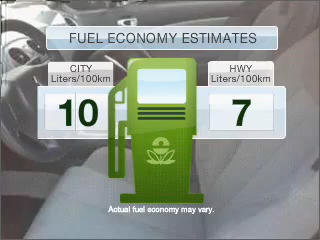 FUEL ECONOMY ESTIMATES
CITY
Liters/100km
HWY
Liters/100km
10
7
Actual fuel economy may vary.